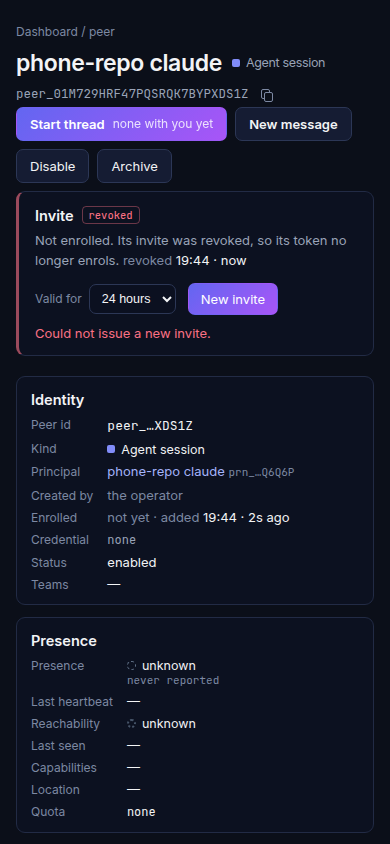 Dashboard / peer
phone-repo claude Agent session
peer_01M729HRF47PQSRQK7BYPXDS1Z
Start thread none with you yet New message
Disable Archive
Invite revoked
Not enrolled. Its invite was revoked, so its token no
longer enrols. revoked 19:44 · now
Valid for 24 hours New invite
Could not issue a new invite.
Identity
Peer id peer_…XDS1Z
Kind Agent session
Principal phone-repo claude prn_…Q6Q6P
Created by the operator
Enrolled not yet · added 19:44 · 2s ago
Credential none
Status enabled
Teams —
Presence
Presence unknown
never reported
Last heartbeat —
Reachability unknown
Last seen —
Capabilities —
Location —
Quota none